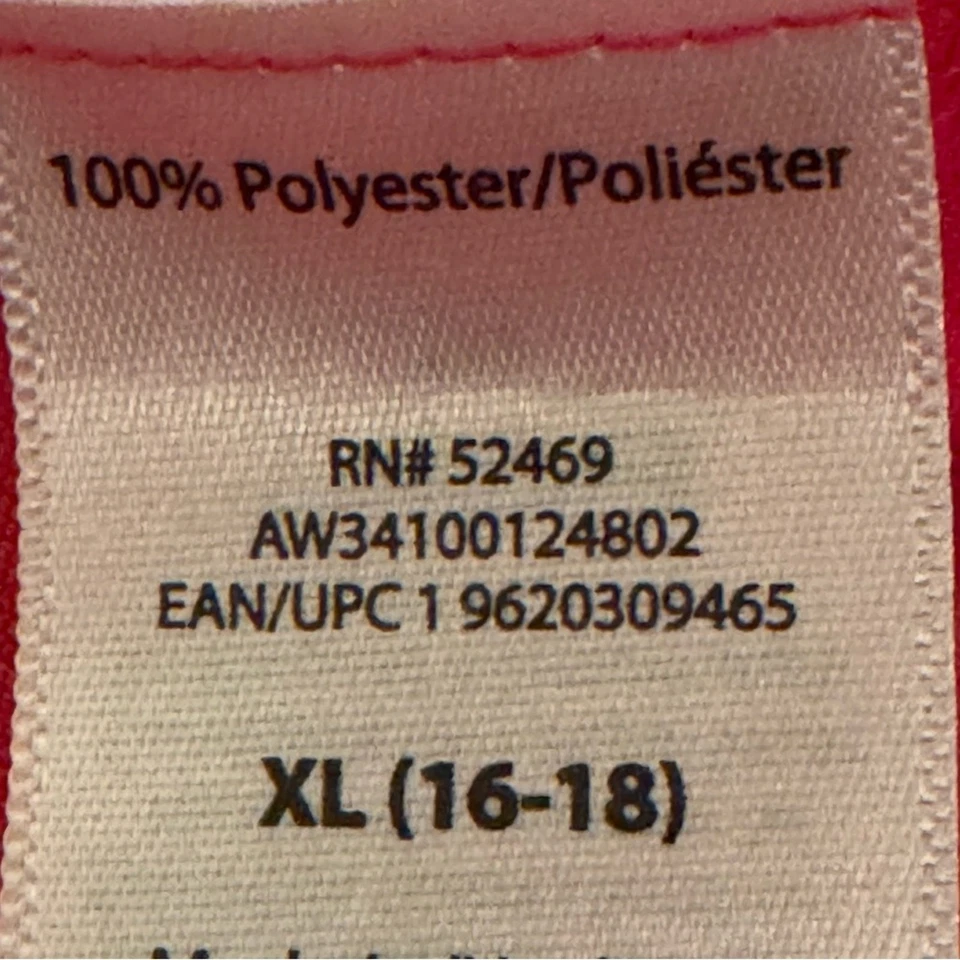 100% Polyester/Poliéster
RN# 52469
AW34100124802
EAN/UPC 1 9620309465
XL (16-18)